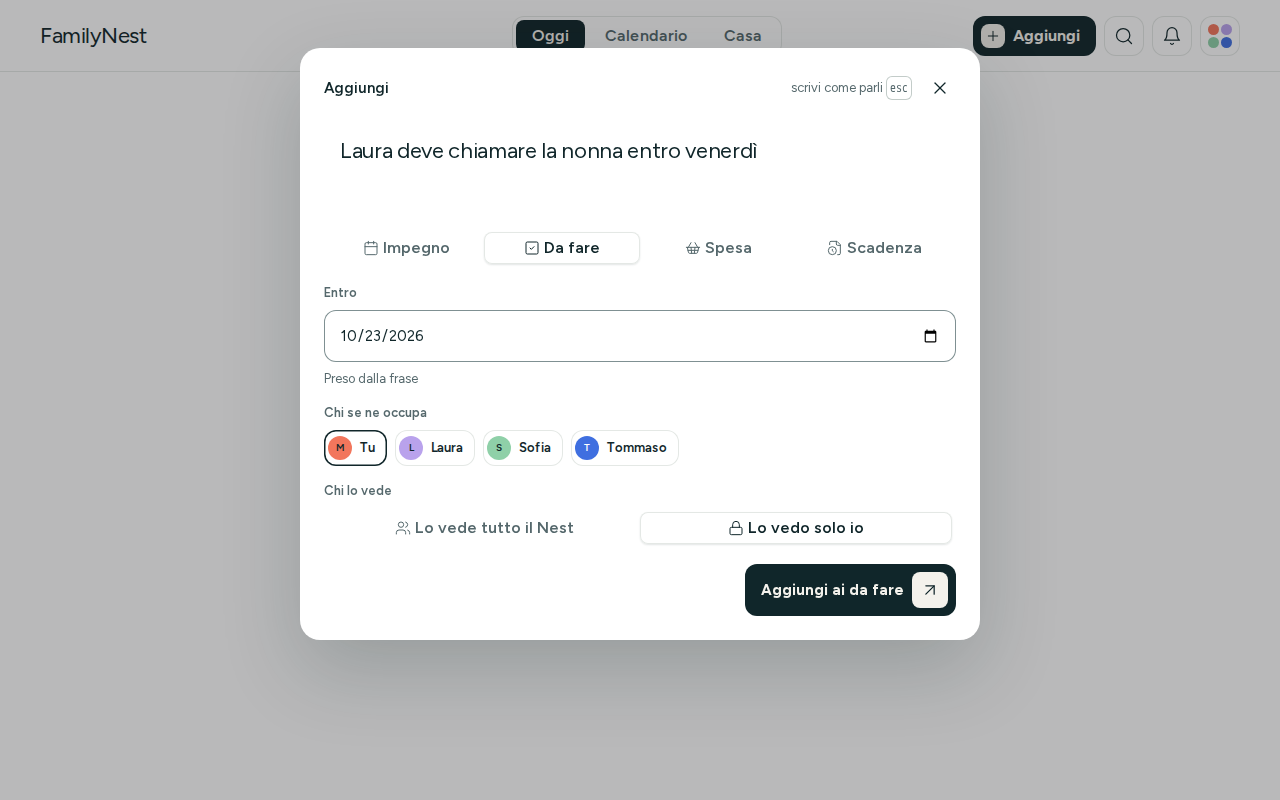 FamilyNest
Oggi Calendario Casa
Aggiungi
Aggiungi
scrivi come parli esc
Laura deve chiamare la nonna entro venerdì
Impegno Da fare Spesa Scadenza
Entro
10/23/2026
Preso dalla frase
Chi se ne occupa
M Tu L Laura S Sofia T Tommaso
Chi lo vede
Lo vede tutto il Nest Lo vedo solo io
Aggiungi ai da fare